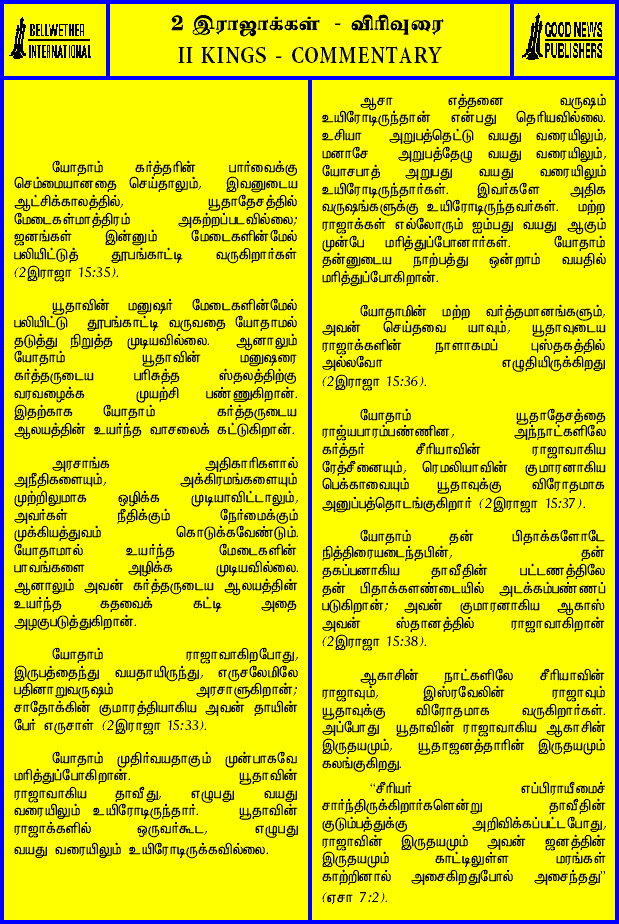 BELLWETHER
INTERNATIONAL
2 இராஜாக்கள் - விரிவுரை
II KINGS - COMMENTARY
GOOD NEWS
PUBLISHERS
யோதாம் கர்த்தரின் பார்வைக்கு
செம்மையானதை செய்தாலும், இவனுடைய
ஆட்சிக்காலத்தில், யூதாதேசத்தில்
மேடைகள்மாத்திரம் அகற்றப்படவில்லை;
ஜனங்கள் இன்னும் மேடைகளின்மேல்
பலியிட்டுத் தூபங்காட்டி வருகிறார்கள்
(2இராஜா 15:35).
யூதாவின் மனுஷர் மேடைகளின்மேல்
பலியிட்டு தூபங்காட்டி வருவதை யோதாமல்
தடுத்து நிறுத்த முடியவில்லை. ஆனாலும்
யோதாம் யூதாவின் மனுஷரை
கர்த்தருடைய பரிசுத்த ஸ்தலத்திற்கு
வரவழைக்க முயற்சி பண்ணுகிறான்.
இதற்காக யோதாம் கர்த்தருடைய
ஆலயத்தின் உயர்ந்த வாசலைக் கட்டுகிறான்.
அரசாங்க அதிகாரிகளால்
அநீதிகளையும், அக்கிரமங்களையும்
முற்றிலுமாக ஒழிக்க முடியாவிட்டாலும்,
அவர்கள் நீதிக்கும் நேர்மைக்கும்
முக்கியத்துவம் கொடுக்கவேண்டும்.
யோதாமால் உயர்ந்த மேடைகளின்
பாவங்களை அழிக்க முடியவில்லை.
ஆனாலும் அவன் கர்த்தருடைய ஆலயத்தின்
உயர்ந்த கதவைக் கட்டி அதை
அழகுபடுத்துகிறான்.
யோதாம் ராஜாவாகிறபோது,
இருபத்தைந்து வயதாயிருந்து, எருசலேமிலே
பதினாறுவருஷம் அரசாளுகிறான்;
சாதோக்கின் குமாரத்தியாகிய அவன் தாயின்
பேர் எருசாள் (2இராஜா 15:33).
யோதாம் முதிர்வயதாகும் முன்பாகவே
மரித்துப்போகிறான். யூதாவின்
ராஜாவாகிய தாவீது, எழுபது வயது
வரையிலும் உயிரோடிருந்தார். யூதாவின்
ராஜாக்களில் ஒருவர்கூட, எழுபது
வயது வரையிலும் உயிரோடிருக்கவில்லை.
ஆசா எத்தனை வருஷம்
உயிரோடிருந்தான் என்பது தெரியவில்லை.
உசியா அறுபத்தெட்டு வயது வரையிலும்,
மனாசே அறுபத்தேழு வயது வரையிலும்,
யோசபாத் அறுபது வயது வரையிலும்
உயிரோடிருந்தார்கள். இவர்களே அதிக
வருஷங்களுக்கு உயிரோடிருந்தவர்கள். மற்ற
ராஜாக்கள் எல்லோரும் ஐம்பது வயது ஆகும்
முன்பே மரித்துப்போனார்கள். யோதாம்
தன்னுடைய நாற்பத்து ஒன்றாம் வயதில்
மரித்துப்போகிறான்.
யோதாமின் மற்ற வர்த்தமானங்களும்,
அவன் செய்தவை யாவும், யூதாவுடைய
ராஜாக்களின் நாளாகமப் புஸ்தகத்தில்
அல்லவோ எழுதியிருக்கிறது
(2இராஜா 15:36).
யோதாம் யூதாதேசத்தை
ராஜ்யபாரம்பண்ணின, அந்நாட்களிலே
கர்த்தர் சீரியாவின் ராஜாவாகிய
ரேத்சீனையும், ரெமலியாவின் குமாரனாகிய
பெக்காவையும் யூதாவுக்கு விரோதமாக
அனுப்பத்தொடங்குகிறார் (2இராஜா 15:37).
யோதாம் தன் பிதாக்களோடே
நித்திரையடைந்தபின், தன்
தகப்பனாகிய தாவீதின் பட்டணத்திலே
தன் பிதாக்களண்டையில் அடக்கம்பண்ணப்
படுகிறான்; அவன் குமாரனாகிய ஆகாஸ்
அவன் ஸ்தானத்தில் ராஜாவாகிறான்
(2இராஜா 15:38).
ஆகாசின் நாட்களிலே சீரியாவின்
ராஜாவும், இஸ்ரவேலின் ராஜாவும்
யூதாவுக்கு விரோதமாக வருகிறார்கள்.
அப்போது யூதாவின் ராஜாவாகிய ஆகாசின்
இருதயமும், யூதாஜனத்தாரின் இருதயமும்
கலங்குகிறது.
“சீரியர் எப்பிராயீமைச்
சார்ந்திருக்கிறார்களென்று தாவீதின்
குடும்பத்துக்கு அறிவிக்கப்பட்டபோது,
ராஜாவின் இருதயமும் அவன் ஜனத்தின்
இருதயமும் காட்டிலுள்ள மரங்கள்
காற்றினால் அசைகிறதுபோல் அசைந்தது”
(ஏசா 7:2).